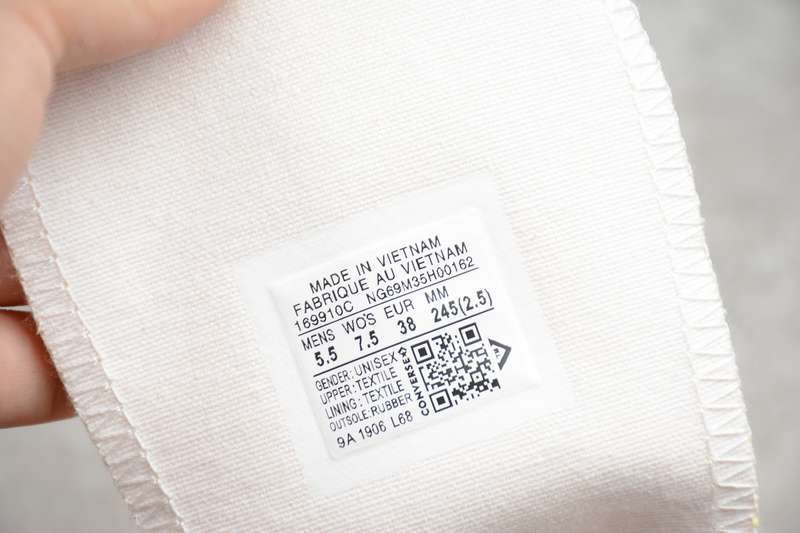 MADE IN VIETNAM
FABRIQUE AU VIETNAM
169910C NG69M35H00162
MENS WO'S EUR MM
5.5 7.5 38 245(2.5)
GENDER: UNISEX
UPPER: TEXTILE
LINING: TEXTILE
OUTSOLE: RUBBER
9A 1906 L68
CONVERSE